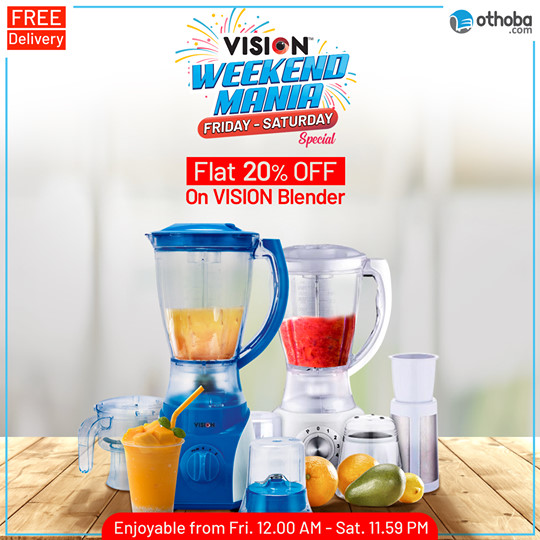 FREE
Delivery
othoba
.com
VISION™
WEEKEND
MANIA
FRIDAY - SATURDAY
Special
Flat 20% OFF
On VISION Blender
VISION
Enjoyable from Fri. 12.00 AM - Sat. 11.59 PM